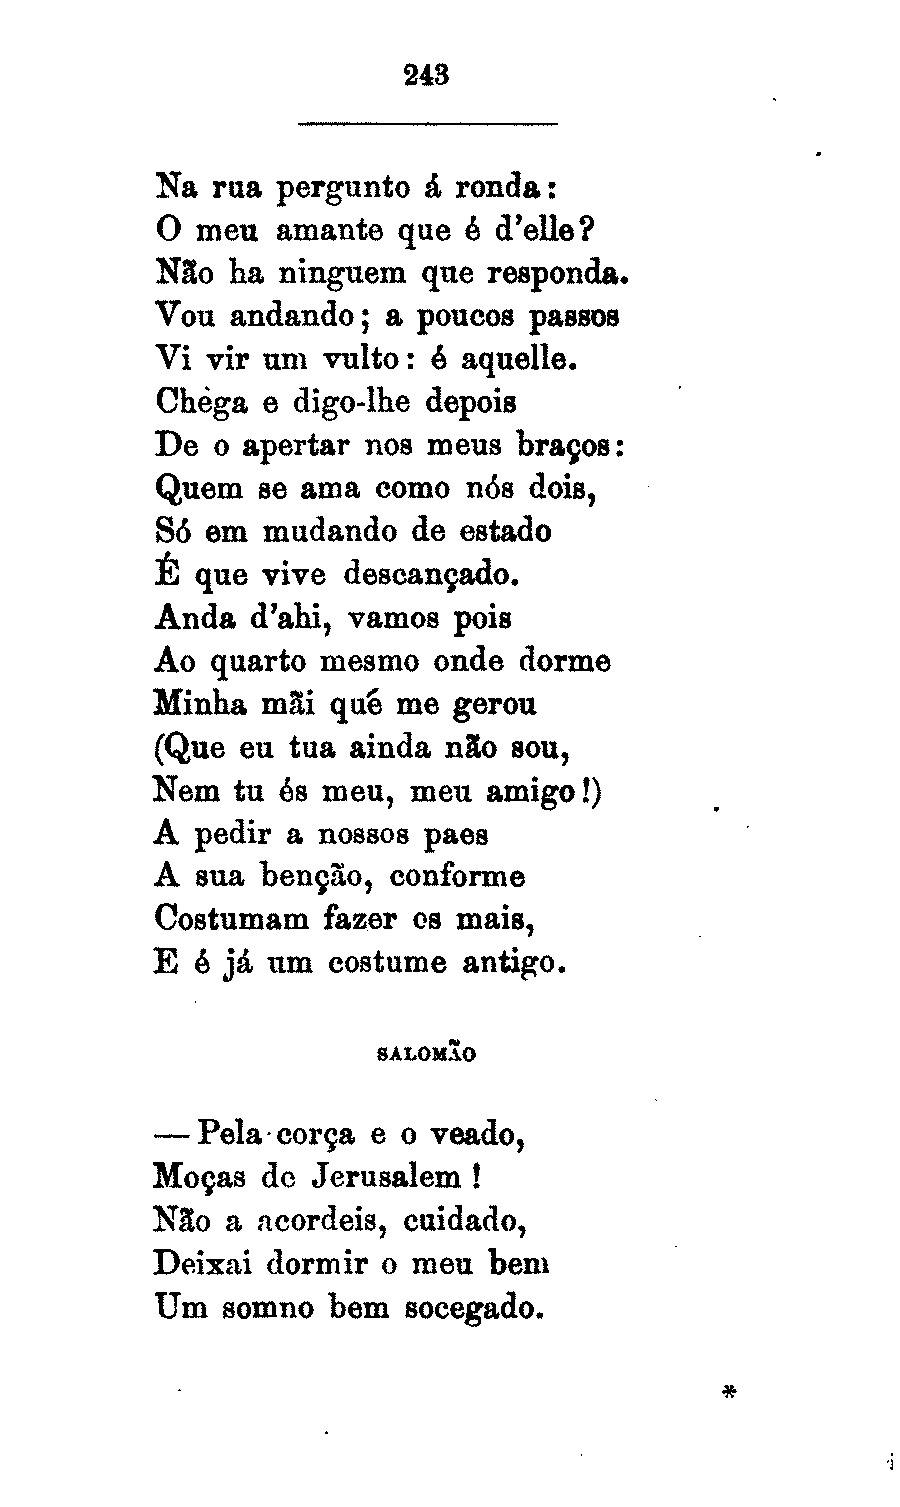 243
Na rua pergunto á ronda:
O meu amante que é d'elle?
Não ha ninguem que responda.
Vou andando; a poucos passos
Vi vir um vulto: é aquelle.
Chèga e digo-lhe depois
De o apertar nos meus braços:
Quem se ama como nós dois,
Só em mudando de estado
É que vive descançado.
Anda d'ahi, vamos pois
Ao quarto mesmo onde dorme
Minha mãi qué me gerou
(Que eu tua ainda não sou,
Nem tu és meu, meu amigo!)
A pedir a nossos paes
A sua benção, conforme
Costumam fazer os mais,
E é já um costume antigo.
SALOMÃO
— Pela corça e o veado,
Moças de Jerusalem!
Não a acordeis, cuidado,
Deixai dormir o meu bem
Um somno bem socegado.
*